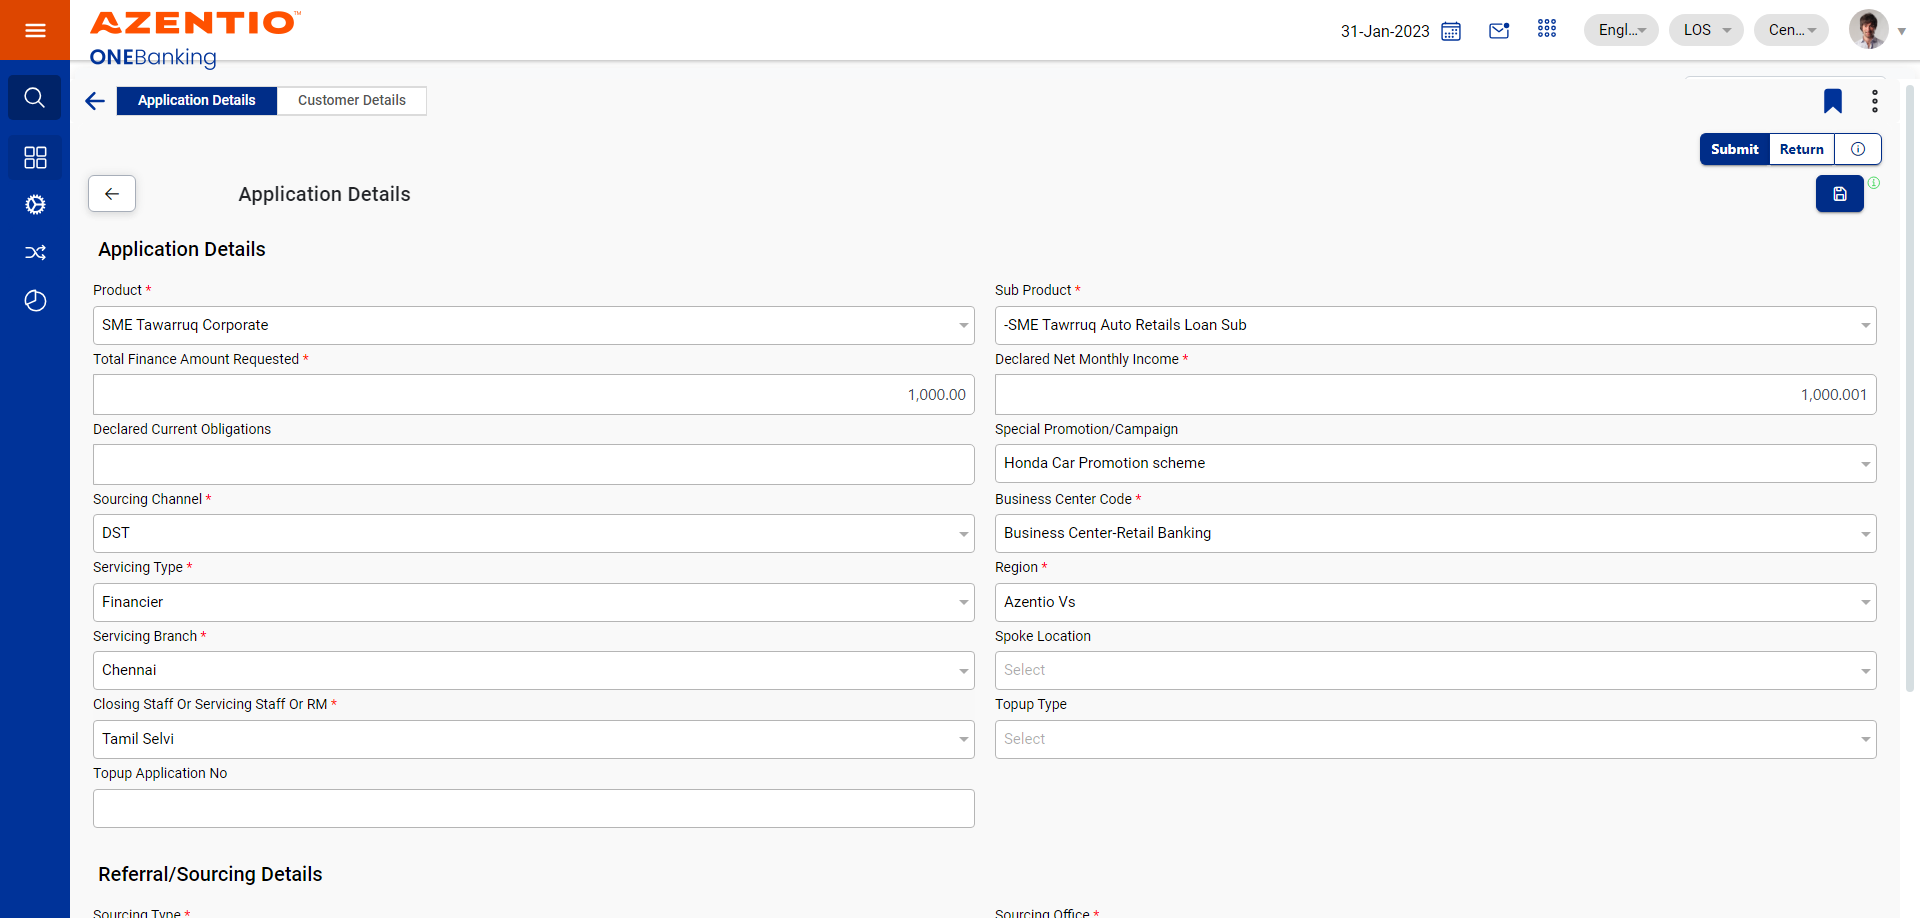 AZENTIO™
ONEBanking
31-Jan-2023
Engl...
LOS
Cen...
Application Details
Customer Details
Submit
Return
Application Details
Application Details
Product *
Sub Product *
SME Tawarruq Corporate
-SME Tawrruq Auto Retails Loan Sub
Total Finance Amount Requested *
Declared Net Monthly Income *
1,000.00
1,000.001
Declared Current Obligations
Special Promotion/Campaign
Honda Car Promotion scheme
Sourcing Channel *
Business Center Code *
DST
Business Center-Retail Banking
Servicing Type *
Region *
Financier
Azentio Vs
Servicing Branch *
Spoke Location
Chennai
Select
Closing Staff Or Servicing Staff Or RM *
Topup Type
Tamil Selvi
Select
Topup Application No
Referral/Sourcing Details
Sourcing Type *
Sourcing Office *